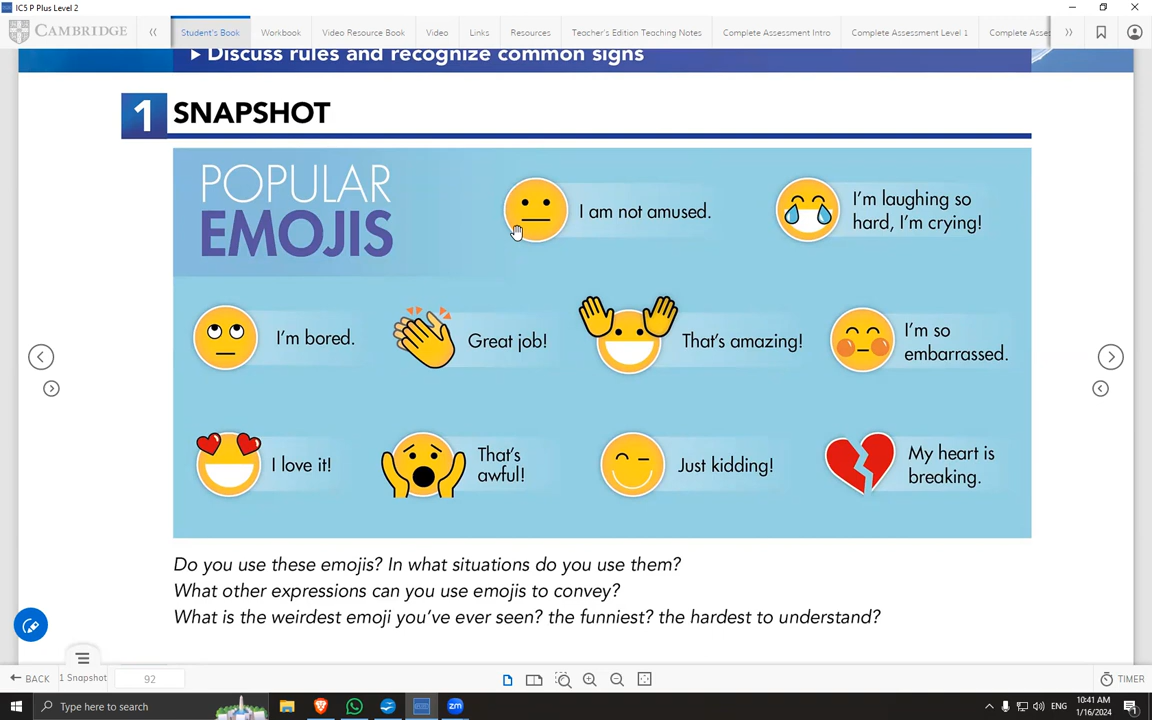 IC5 P Plus Level 2
CAMBRIDGE
Student's Book
Workbook
Video Resource Book
Video
Links
Resources
Teacher's Edition Teaching Notes
Complete Assessment Intro
Complete Assessment Level 1
Complete Asses
Discuss rules and recognize common signs
1 SNAPSHOT
POPULAR
EMOJIS
I am not amused.
I'm laughing so
hard, I'm crying!
I'm bored.
Great job!
That's amazing!
I'm so
embarrassed.
I love it!
That's
awful!
Just kidding!
My heart is
breaking.
Do you use these emojis? In what situations do you use them?
What other expressions can you use emojis to convey?
What is the weirdest emoji you've ever seen? the funniest? the hardest to understand?
BACK
1 Snapshot
92
TIMER
Type here to search
zm
ENG
10:41 AM
1/16/2024
1